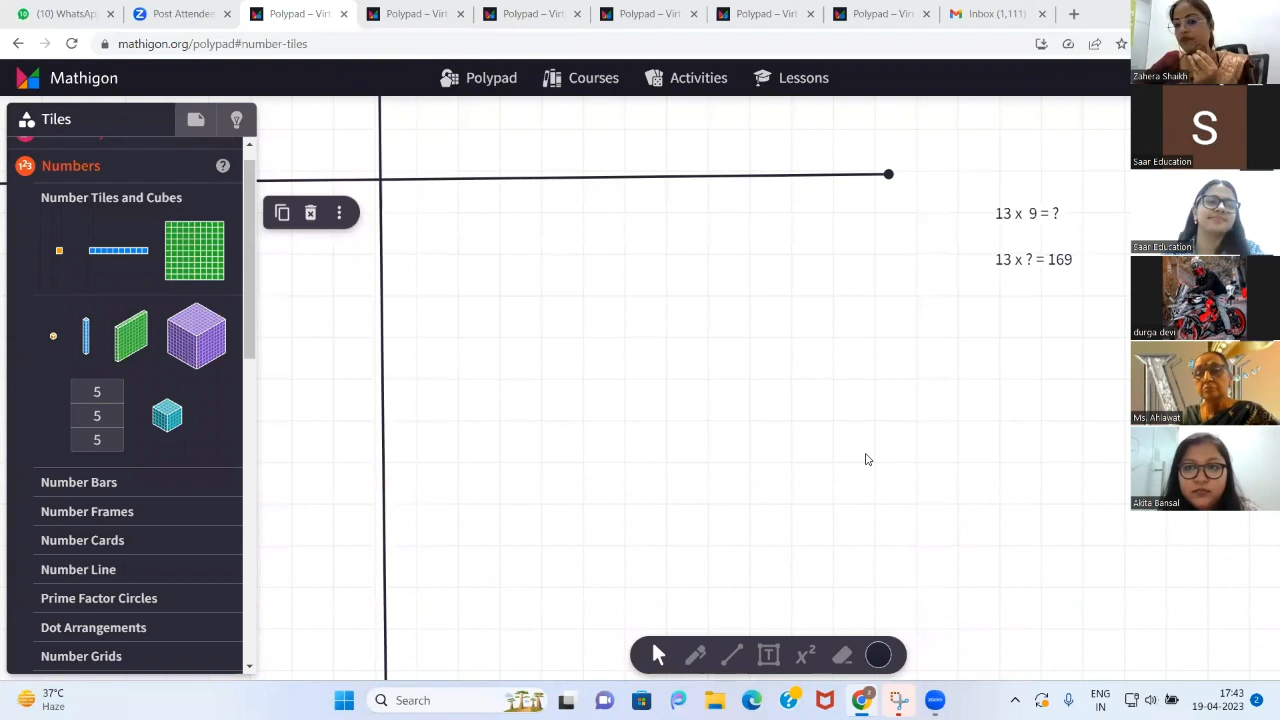 (10) WhatsA
Post Attendee
Polypad – Virt
Polypad – Virt
Polypad – Virt
Polypad – Virt
Polypad – Virt
Polypad – Virt
Inbox (1,111)
mathigon.org/polypad#number-tiles
Mathigon
Polypad
Courses
Activities
Lessons
Tiles
123
Numbers
?
Number Tiles and Cubes
5
5
5
Number Bars
Number Frames
Number Cards
Number Line
Prime Factor Circles
Dot Arrangements
Number Grids
13 x 9 = ?
13 x ? = 169
T
x²
Zahera Shaikh
S
Saar Education
Saar Education
durga devi
Ms. Ahlawat
Akita Bansal
37°C
Haze
Search
ENG
IN
17:43
19-04-2023
2